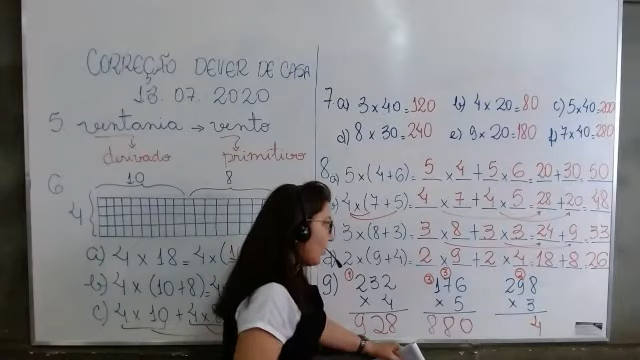 CORREÇÃO DEVER DE CASA
13.07.2020
5 ventania → vento
derivado primitivo
6 10 8
4
a) 4 x 18 = 4 x (1
b) 4 x (10+8) = 4
c) 4 x 10 + 4 x 8
7. a) 3 x 40 = 120 b) 4 x 20 = 80 c) 5 x 40 = 200
d) 8 x 30 = 240 e) 9 x 20 = 180 f) 7 x 40 = 280
8 a) 5 x (4+6) = 5 x 4 + 5 x 6 = 20 + 30 = 50
4 x (7+5) = 4 x 7 + 4 x 5 = 28 + 20 = 48
3 x (8+3) = 3 x 8 + 3 x 3 = 24 + 9 = 33
d) 2 x (9+4) = 2 x 9 + 2 x 4 = 18 + 8 = 26
9) 232 176 298
x 4 x 5 x 3
928 880 4